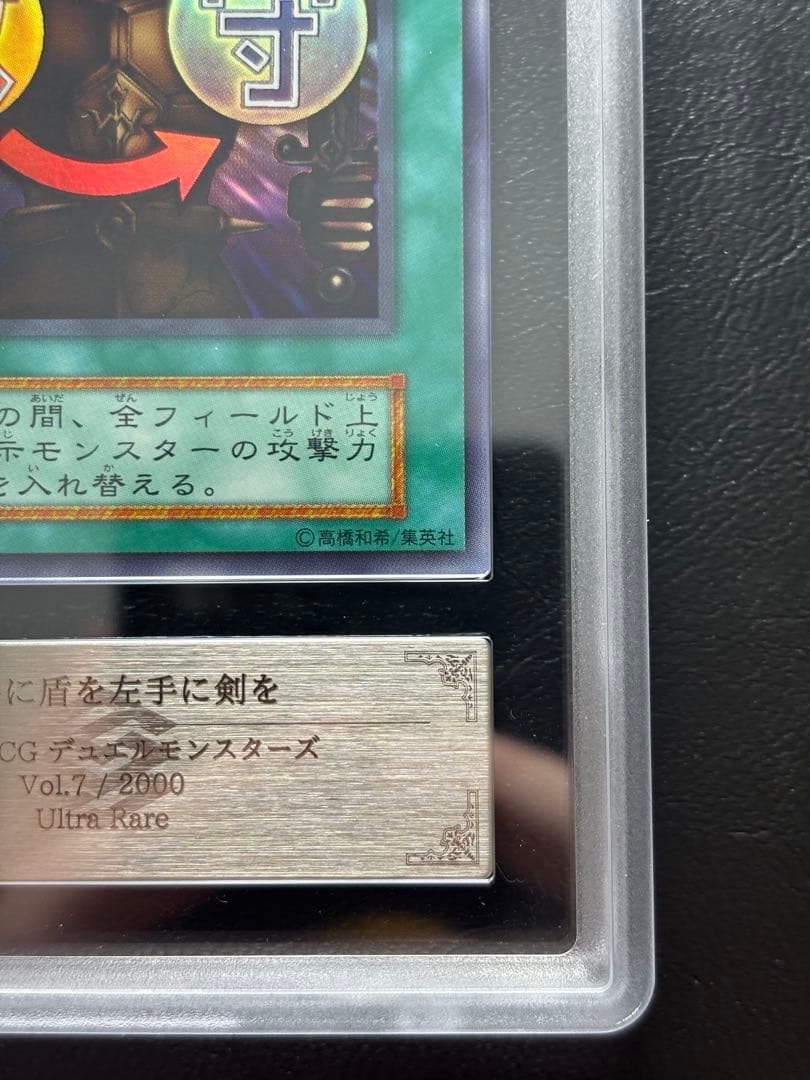 守
の間、全フィールド上
示モンスターの攻撃力
を入れ替える。
©高橋和希/集英社
に盾を左手に剣を
CG デュエルモンスターズ
Vol.7 / 2000
Ultra Rare